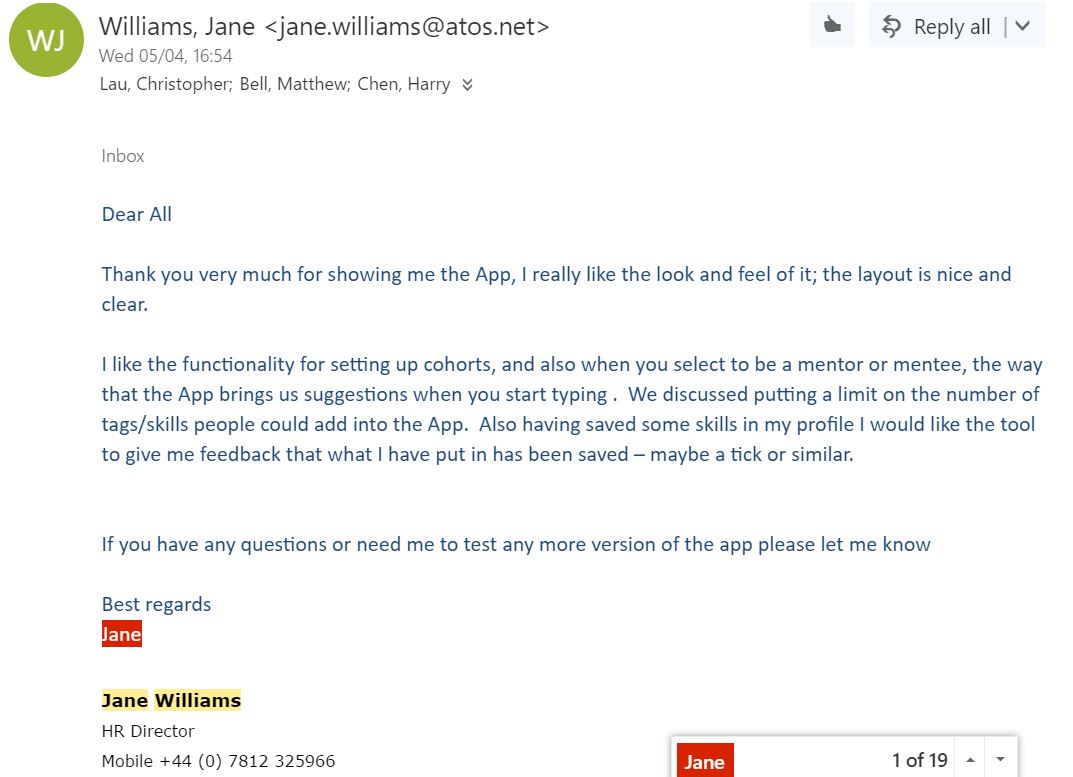 WJ
Williams, Jane <jane.williams@atos.net>
Wed 05/04, 16:54
Lau, Christopher; Bell, Matthew; Chen, Harry
Reply all
Inbox
Dear All
Thank you very much for showing me the App, I really like the look and feel of it; the layout is nice and
clear.
I like the functionality for setting up cohorts, and also when you select to be a mentor or mentee, the way
that the App brings us suggestions when you start typing .  We discussed putting a limit on the number of
tags/skills people could add into the App.  Also having saved some skills in my profile I would like the tool
to give me feedback that what I have put in has been saved – maybe a tick or similar.
If you have any questions or need me to test any more version of the app please let me know
Best regards
Jane
Jane Williams
HR Director
Mobile +44 (0) 7812 325966
Jane 1 of 19